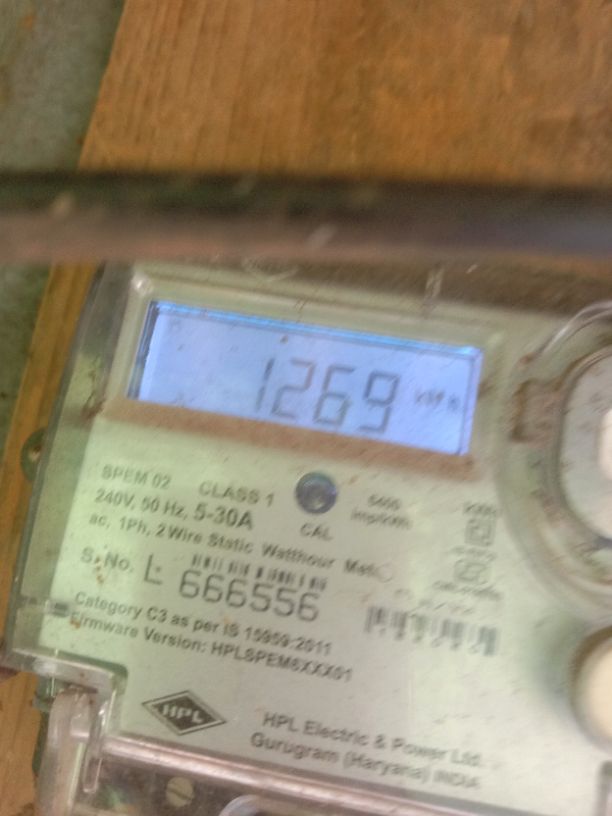 1269 kWh
SPEM 02 CLASS 1
240V, 50 Hz, 5-30A
CAL
imp/kWh
ac, 1Ph, 2 Wire Static Watthour
S. No. L 666556
Category C3 as per IS 15959:2011
Firmware Version: HPLSPEM6XXX01
HPL
HPL Electric & Power Ltd.
Gurugram (Haryana) INDIA